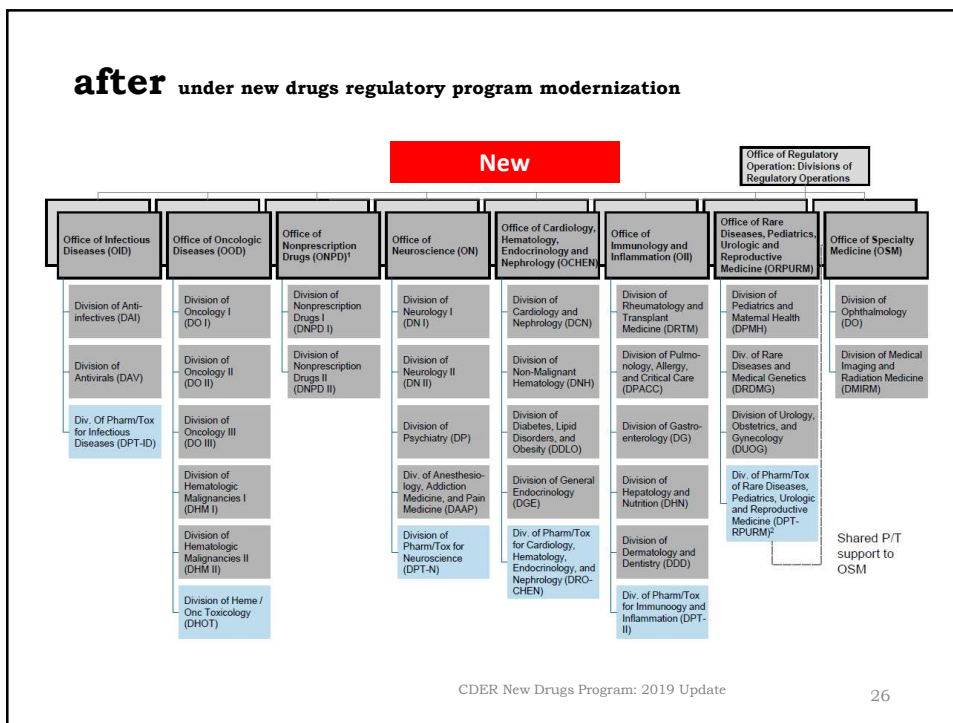 after under new drugs regulatory program modernization
New
Office of Regulatory
Operation: Divisions of
Regulatory Operations
Office of Infectious
Diseases (OID)
Division of Anti-
infectives (DAI)
Division of
Antivirals (DAV)
Div. Of Pharm/Tox
for Infectious
Diseases (DPT-ID)
Office of Oncologic
Diseases (OOD)
Division of
Oncology I
(DO I)
Division of
Oncology II
(DO II)
Division of
Oncology III
(DO III)
Division of
Hematologic
Malignancies I
(DHM I)
Division of
Hematologic
Malignancies II
(DHM II)
Division of Heme /
Onc Toxicology
(DHOT)
Office of
Nonprescription
Drugs (ONPD)¹
Division of
Nonprescription
Drugs I
(DNPD I)
Division of
Nonprescription
Drugs II
(DNPD II)
Office of
Neuroscience (ON)
Division of
Neurology I
(DN I)
Division of
Neurology II
(DN II)
Division of
Psychiatry (DP)
Div. of Anesthesio-
logy, Addiction
Medicine, and Pain
Medicine (DAAP)
Division of
Pharm/Tox for
Neuroscience
(DPT-N)
Office of Cardiology,
Hematology,
Endocrinology and
Nephrology (OCHEN)
Division of
Cardiology and
Nephrology (DCN)
Division of
Non-Malignant
Hematology (DNH)
Division of
Diabetes, Lipid
Disorders, and
Obesity (DDLO)
Division of General
Endocrinology
(DGE)
Div. of Pharm/Tox
for Cardiology,
Hematology,
Endocrinology, and
Nephrology (DRO-
CHEN)
Office of
Immunology and
Inflammation (OII)
Division of
Rheumatology and
Transplant
Medicine (DRTM)
Division of Pulmo-
nology, Allergy,
and Critical Care
(DPACC)
Division of Gastro-
enterology (DG)
Division of
Hepatology and
Nutrition (DHN)
Division of
Dermatology and
Dentistry (DDD)
Div. of Pharm/Tox
for Immunoogy and
Inflammation (DPT-
II)
Office of Rare
Diseases, Pediatrics,
Urologic and
Reproductive
Medicine (ORPURM)
Division of
Pediatrics and
Maternal Health
(DPMH)
Div. of Rare
Diseases and
Medical Genetics
(DRDMG)
Division of Urology,
Obstetrics, and
Gynecology
(DUOG)
Div. of Pharm/Tox
of Rare Diseases,
Pediatrics, Urologic
and Reproductive
Medicine (DPT-
RPURM)²
Office of Specialty
Medicine (OSM)
Division of
Ophthalmology
(DO)
Division of Medical
Imaging and
Radiation Medicine
(DMIRM)
Shared P/T
support to
OSM
CDER New Drugs Program: 2019 Update
26